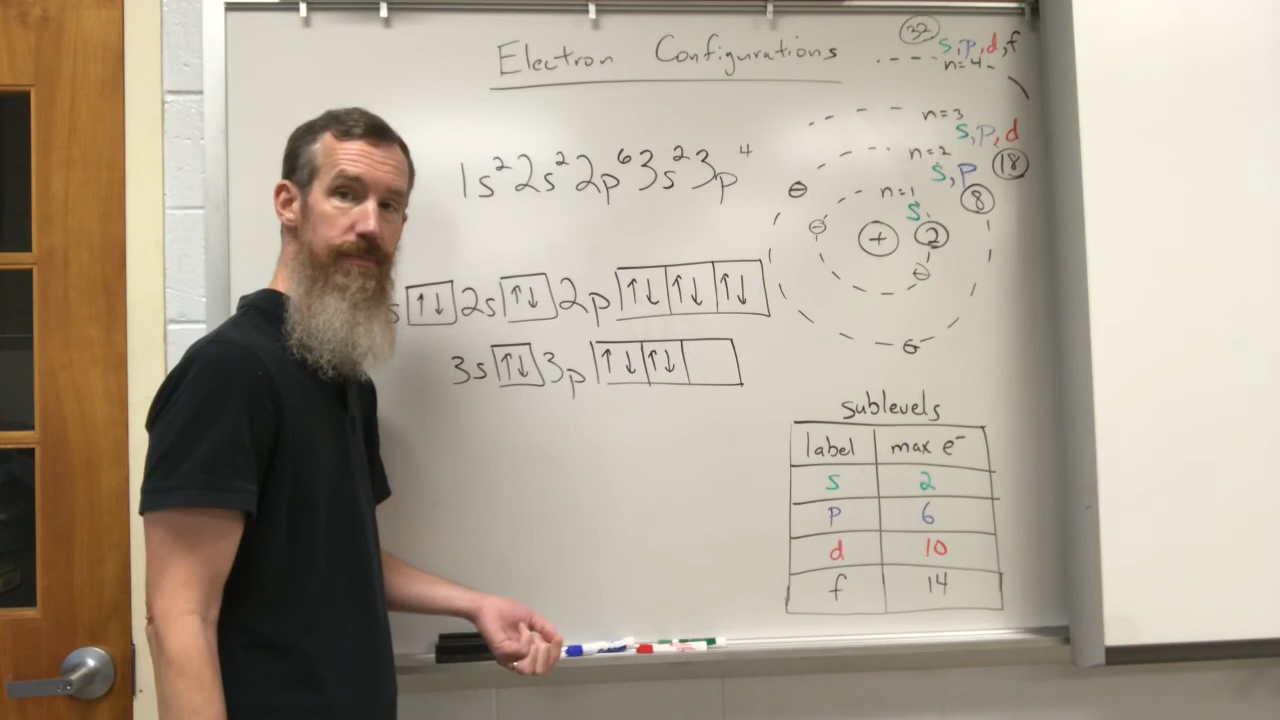 Electron Configurations
1s²2s²2p⁶3s²3p⁴
s ↑↓ 2s ↑↓ 2p ↑↓ ↑↓ ↑↓
3s ↑↓ 3p ↑↓ ↑↓
32
s, p, d, f
n=4
n=3
s, p, d
18
n=2
s, p
8
n=1
s
+ 2
sublevels
label max e⁻
s 2
p 6
d 10
f 14